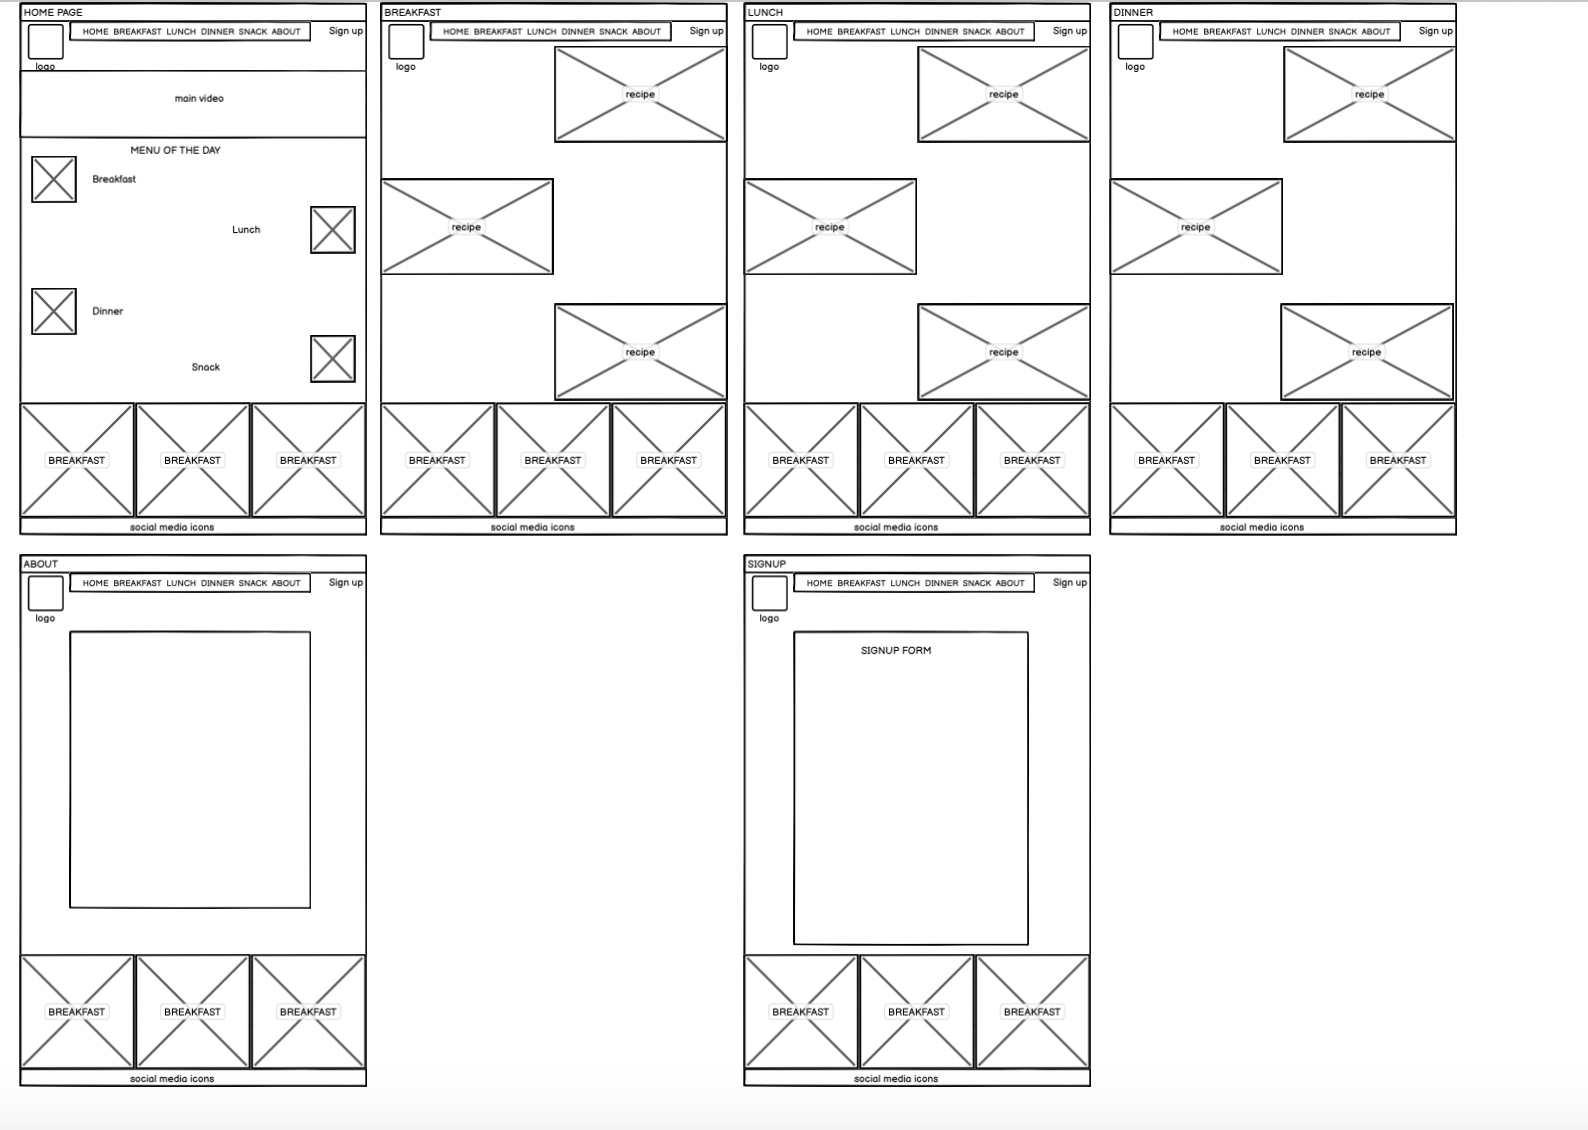 HOME PAGE
HOME BREAKFAST LUNCH DINNER SNACK ABOUT
Sign up
logo
main video
MENU OF THE DAY
Breakfast
Lunch
Dinner
Snack
BREAKFAST BREAKFAST BREAKFAST
social media icons
BREAKFAST
HOME BREAKFAST LUNCH DINNER SNACK ABOUT
Sign up
logo
recipe
recipe
recipe
BREAKFAST BREAKFAST BREAKFAST
social media icons
LUNCH
HOME BREAKFAST LUNCH DINNER SNACK ABOUT
Sign up
logo
recipe
recipe
recipe
BREAKFAST BREAKFAST BREAKFAST
social media icons
DINNER
HOME BREAKFAST LUNCH DINNER SNACK ABOUT
Sign up
logo
recipe
recipe
recipe
BREAKFAST BREAKFAST BREAKFAST
social media icons
ABOUT
HOME BREAKFAST LUNCH DINNER SNACK ABOUT
Sign up
logo
BREAKFAST BREAKFAST BREAKFAST
social media icons
SIGNUP
HOME BREAKFAST LUNCH DINNER SNACK ABOUT
Sign up
logo
SIGNUP FORM
BREAKFAST BREAKFAST BREAKFAST
social media icons